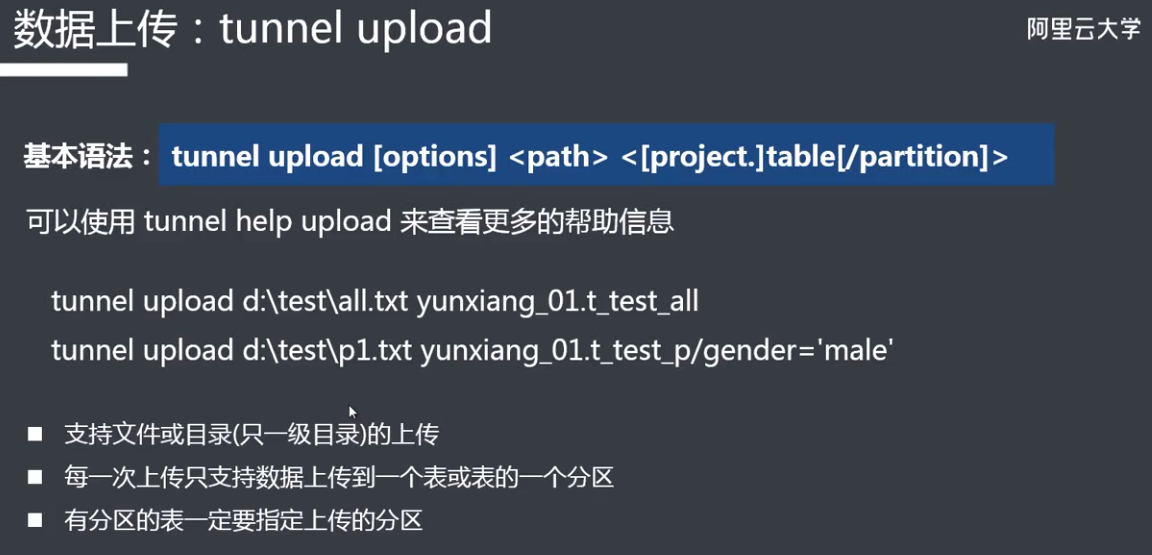 数据上传：tunnel upload
阿里云大学
基本语法： tunnel upload [options] <path> <[project.]table[/partition]>
可以使用 tunnel help upload 来查看更多的帮助信息
tunnel upload d:\test\all.txt yunxiang_01.t_test_all
tunnel upload d:\test\p1.txt yunxiang_01.t_test_p/gender='male'
■ 支持文件或目录(只一级目录)的上传
■ 每一次上传只支持数据上传到一个表或表的一个分区
■ 有分区的表一定要指定上传的分区